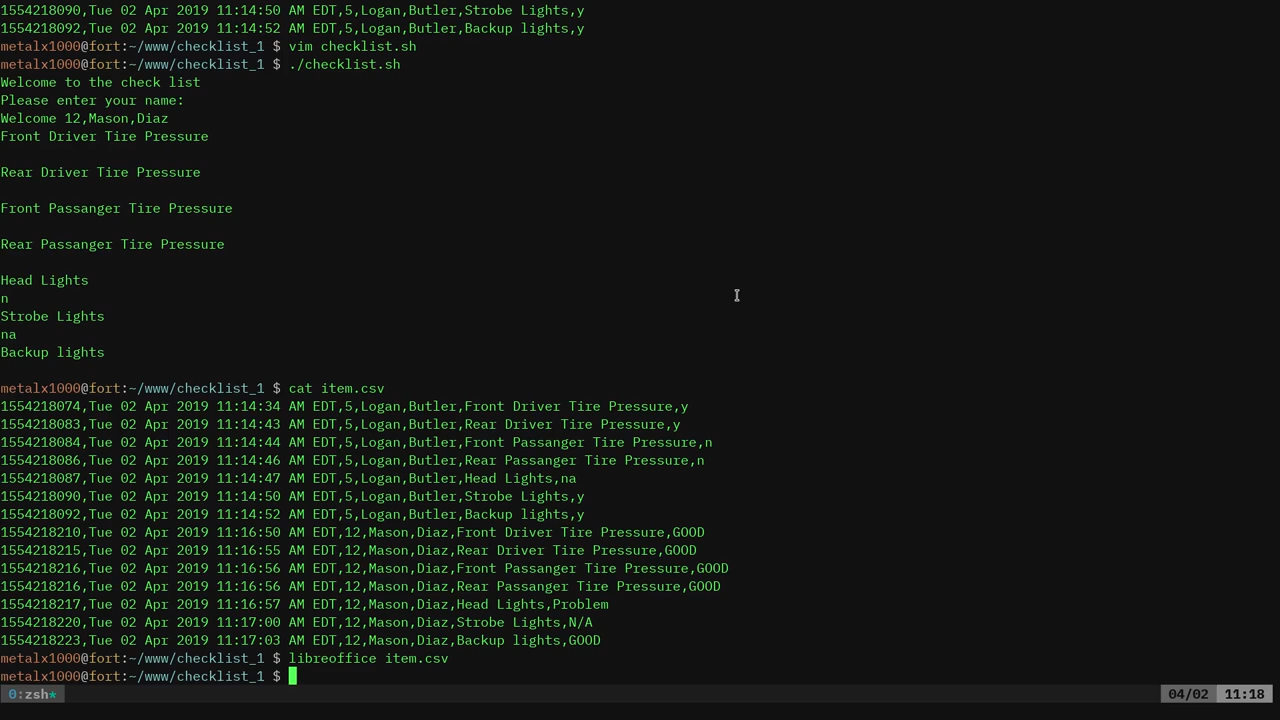 1554218090,Tue 02 Apr 2019 11:14:50 AM EDT,5,Logan,Butler,Strobe Lights,y
1554218092,Tue 02 Apr 2019 11:14:52 AM EDT,5,Logan,Butler,Backup lights,y
metalx1000@fort:~/www/checklist_1 $ vim checklist.sh
metalx1000@fort:~/www/checklist_1 $ ./checklist.sh
Welcome to the check list
Please enter your name:
Welcome 12,Mason,Diaz
Front Driver Tire Pressure
Rear Driver Tire Pressure
Front Passanger Tire Pressure
Rear Passanger Tire Pressure
Head Lights
n
Strobe Lights
na
Backup lights
metalx1000@fort:~/www/checklist_1 $ cat item.csv
1554218074,Tue 02 Apr 2019 11:14:34 AM EDT,5,Logan,Butler,Front Driver Tire Pressure,y
1554218083,Tue 02 Apr 2019 11:14:43 AM EDT,5,Logan,Butler,Rear Driver Tire Pressure,y
1554218084,Tue 02 Apr 2019 11:14:44 AM EDT,5,Logan,Butler,Front Passanger Tire Pressure,n
1554218086,Tue 02 Apr 2019 11:14:46 AM EDT,5,Logan,Butler,Rear Passanger Tire Pressure,n
1554218087,Tue 02 Apr 2019 11:14:47 AM EDT,5,Logan,Butler,Head Lights,na
1554218090,Tue 02 Apr 2019 11:14:50 AM EDT,5,Logan,Butler,Strobe Lights,y
1554218092,Tue 02 Apr 2019 11:14:52 AM EDT,5,Logan,Butler,Backup lights,y
1554218210,Tue 02 Apr 2019 11:16:50 AM EDT,12,Mason,Diaz,Front Driver Tire Pressure,GOOD
1554218215,Tue 02 Apr 2019 11:16:55 AM EDT,12,Mason,Diaz,Rear Driver Tire Pressure,GOOD
1554218216,Tue 02 Apr 2019 11:16:56 AM EDT,12,Mason,Diaz,Front Passanger Tire Pressure,GOOD
1554218216,Tue 02 Apr 2019 11:16:56 AM EDT,12,Mason,Diaz,Rear Passanger Tire Pressure,GOOD
1554218217,Tue 02 Apr 2019 11:16:57 AM EDT,12,Mason,Diaz,Head Lights,Problem
1554218220,Tue 02 Apr 2019 11:17:00 AM EDT,12,Mason,Diaz,Strobe Lights,N/A
1554218223,Tue 02 Apr 2019 11:17:03 AM EDT,12,Mason,Diaz,Backup lights,GOOD
metalx1000@fort:~/www/checklist_1 $ libreoffice item.csv
metalx1000@fort:~/www/checklist_1 $
0:zsh* 04/02 11:18